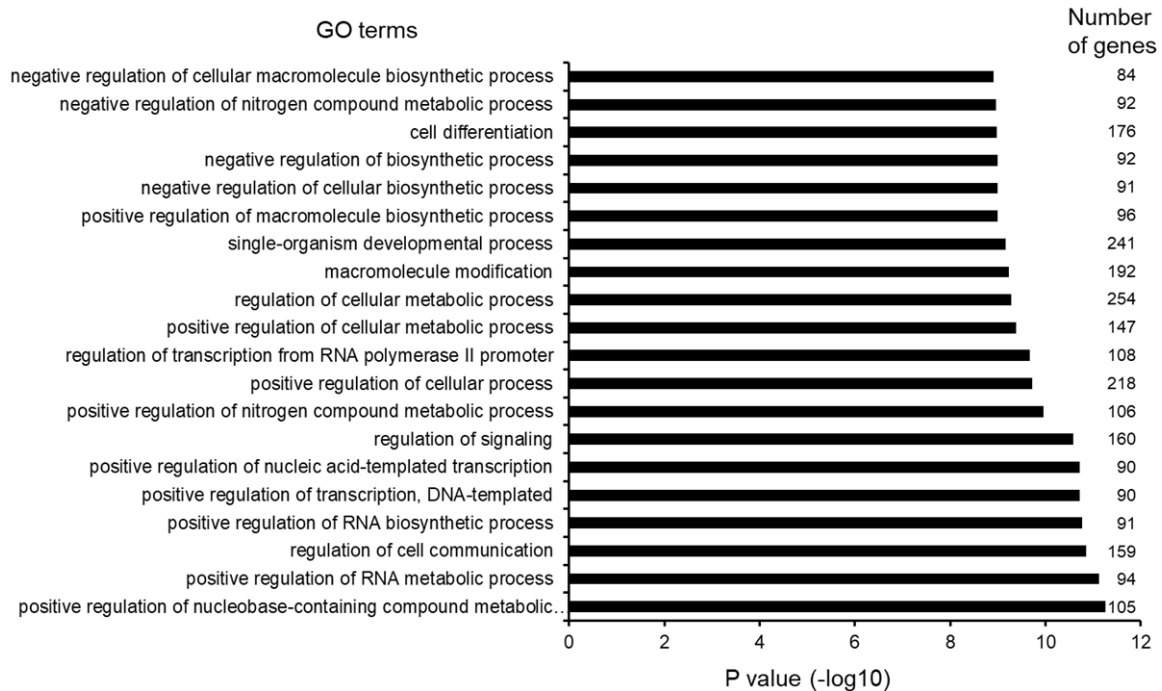 GO terms
Number
of genes
negative regulation of cellular macromolecule biosynthetic process 84
negative regulation of nitrogen compound metabolic process 92
cell differentiation 176
negative regulation of biosynthetic process 92
negative regulation of cellular biosynthetic process 91
positive regulation of macromolecule biosynthetic process 96
single-organism developmental process 241
macromolecule modification 192
regulation of cellular metabolic process 254
positive regulation of cellular metabolic process 147
regulation of transcription from RNA polymerase II promoter 108
positive regulation of cellular process 218
positive regulation of nitrogen compound metabolic process 106
regulation of signaling 160
positive regulation of nucleic acid-templated transcription 90
positive regulation of transcription, DNA-templated 90
positive regulation of RNA biosynthetic process 91
regulation of cell communication 159
positive regulation of RNA metabolic process 94
positive regulation of nucleobase-containing compound metabolic… 105
0 2 4 6 8 10 12
P value (-log10)